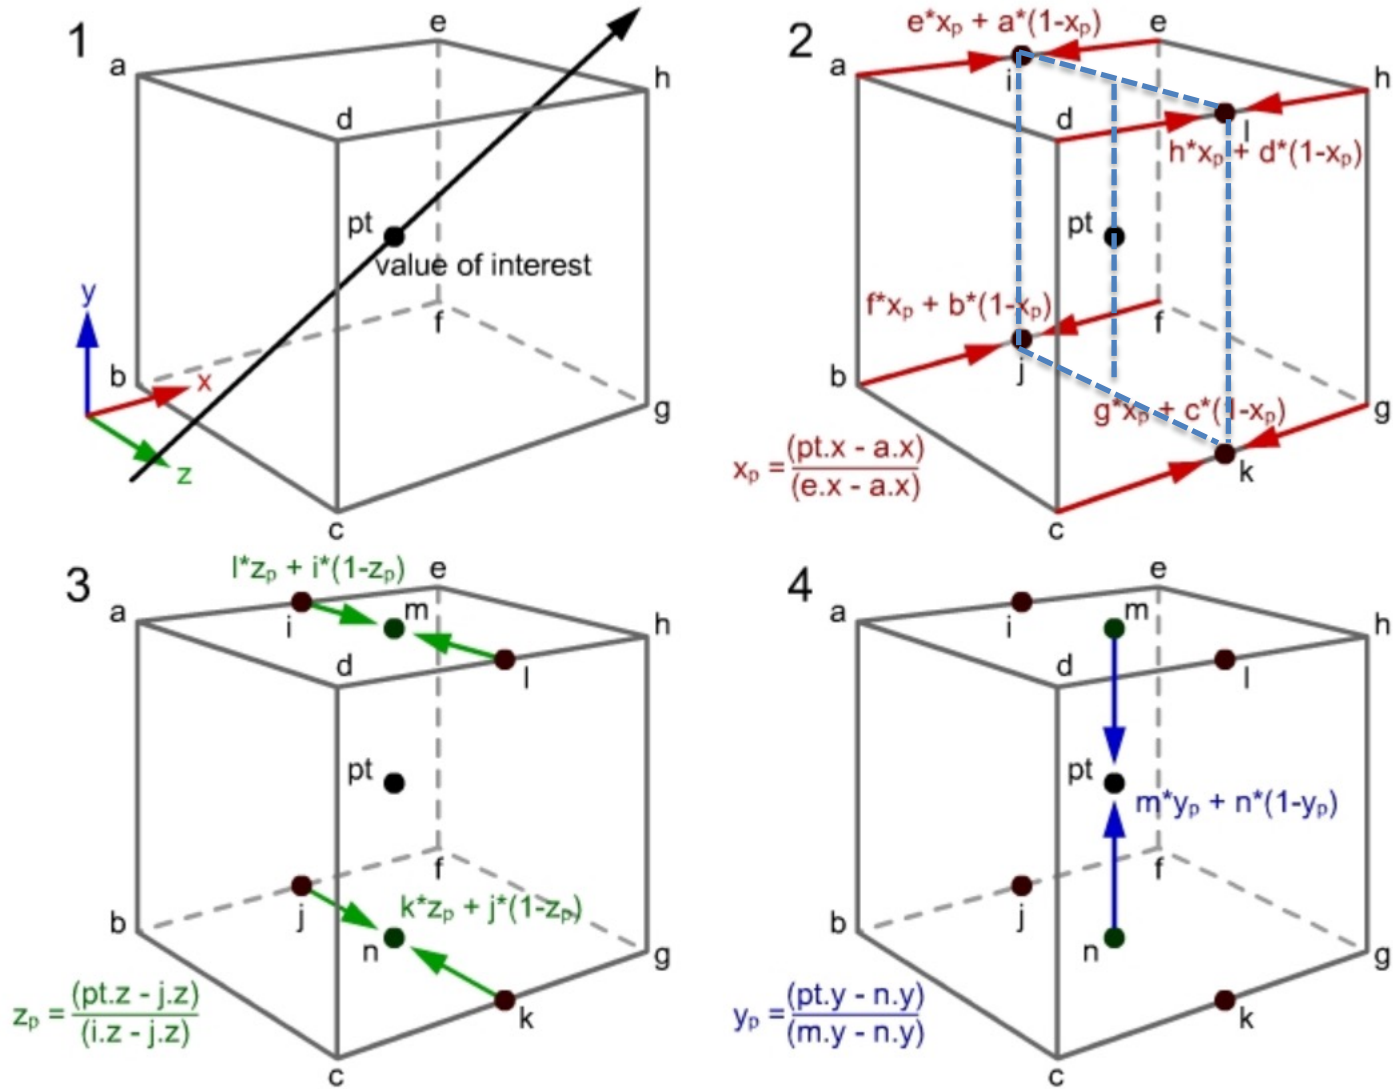 1
e
a
h
d
pt
value of interest
y
f
b
x
g
z
c
2
e*xₚ + a*(1-xₚ)
e
a
i
h
d
l
h*xₚ + d*(1-xₚ)
pt
f*xₚ + b*(1-xₚ)
f
b
j
g*xₚ + c*(1-xₚ)
g
xₚ = (pt.x - a.x)
(e.x - a.x)
k
c
3
l*zₚ + i*(1-zₚ)
e
a
m
i
h
d
l
pt
f
k*zₚ + j*(1-zₚ)
b
j
n
g
zₚ = (pt.z - j.z)
(i.z - j.z)
k
c
4
e
a
m
i
h
d
l
pt
m*yₚ + n*(1-yₚ)
f
b
j
n
g
yₚ = (pt.y - n.y)
(m.y - n.y)
k
c